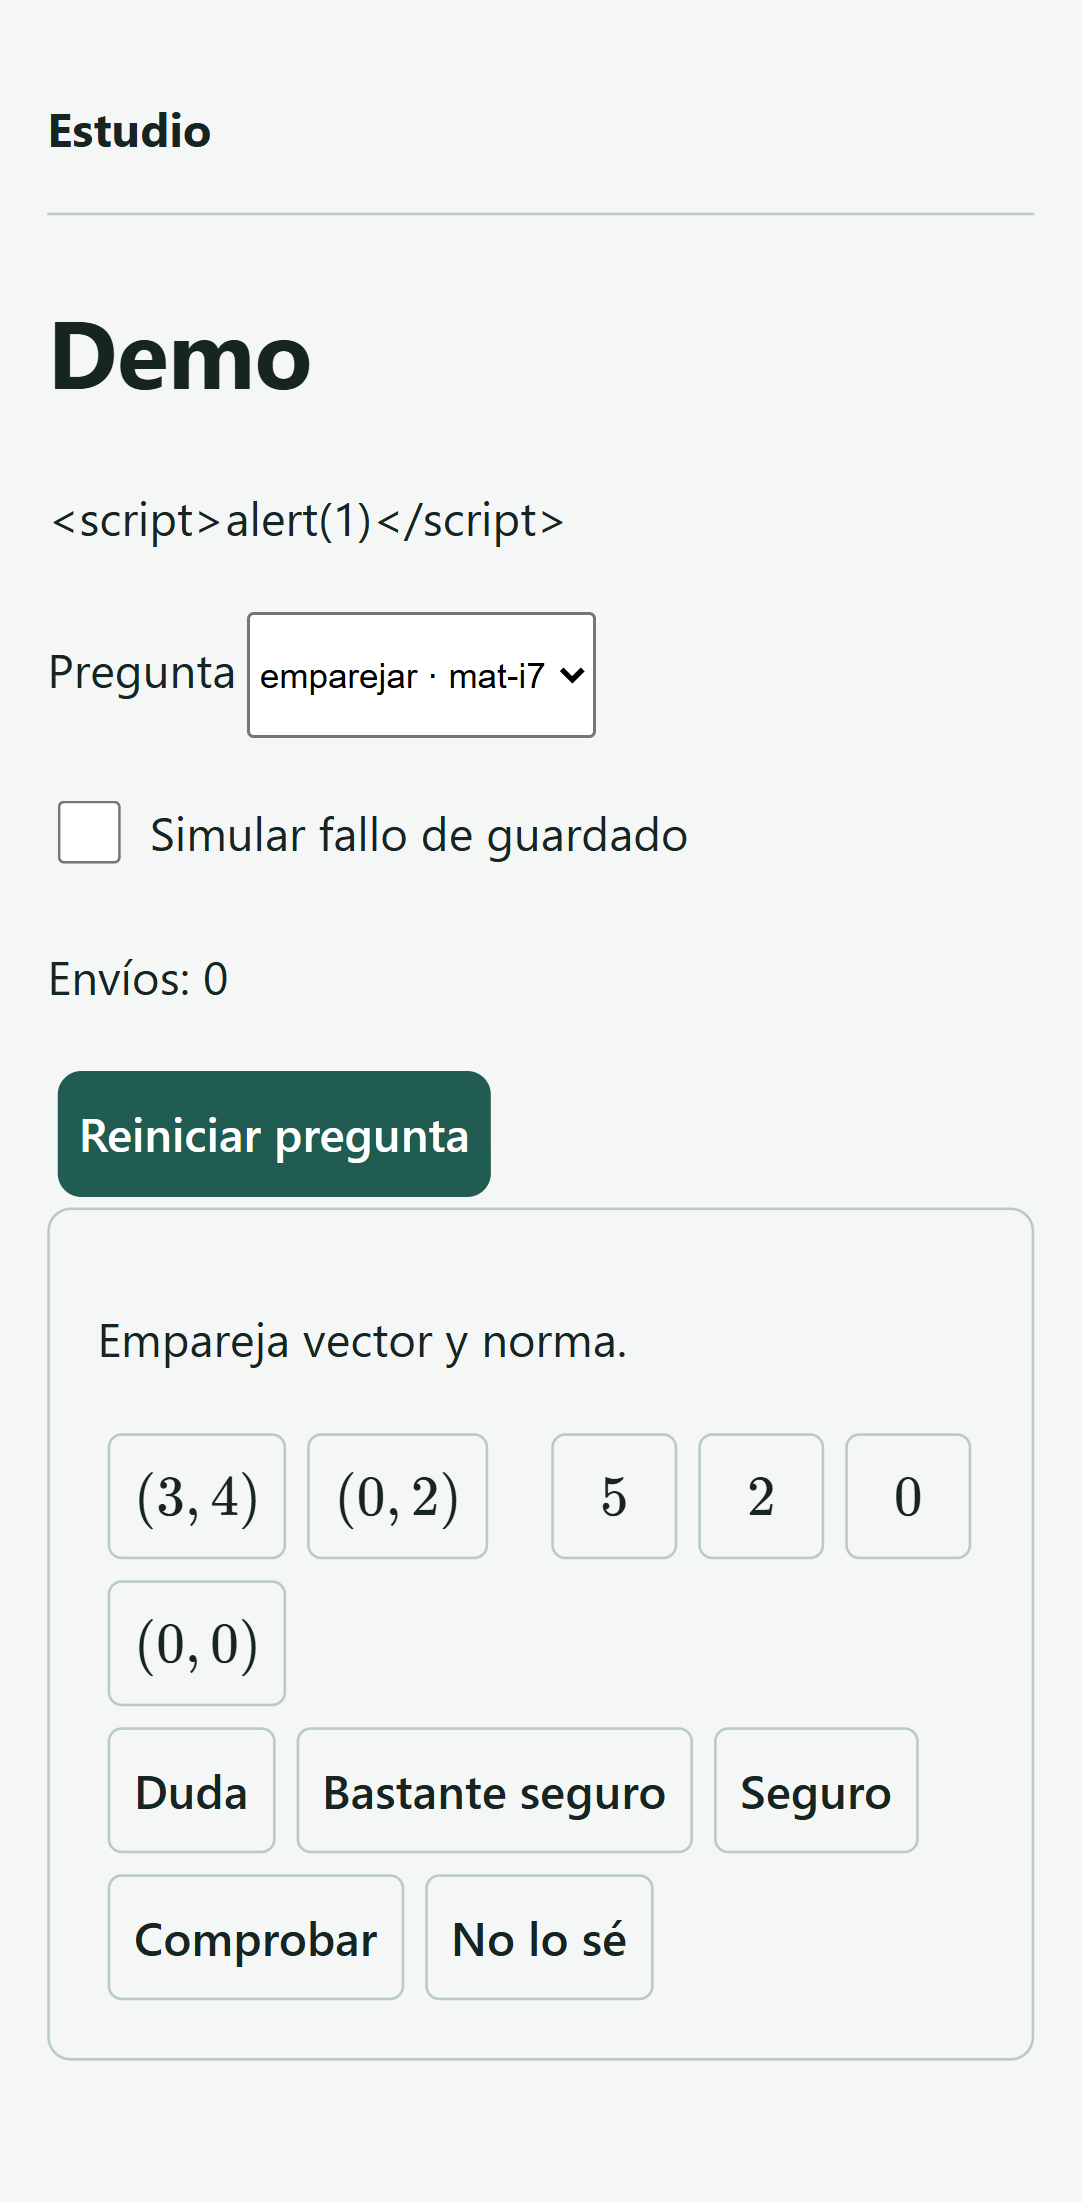 Estudio
Demo
<script>alert(1)</script>
Pregunta emparejar · mat-i7
Simular fallo de guardado
Envíos: 0
Reiniciar pregunta
Empareja vector y norma.
(3, 4) (0, 2) 5 2 0
(0, 0)
Duda Bastante seguro Seguro
Comprobar No lo sé